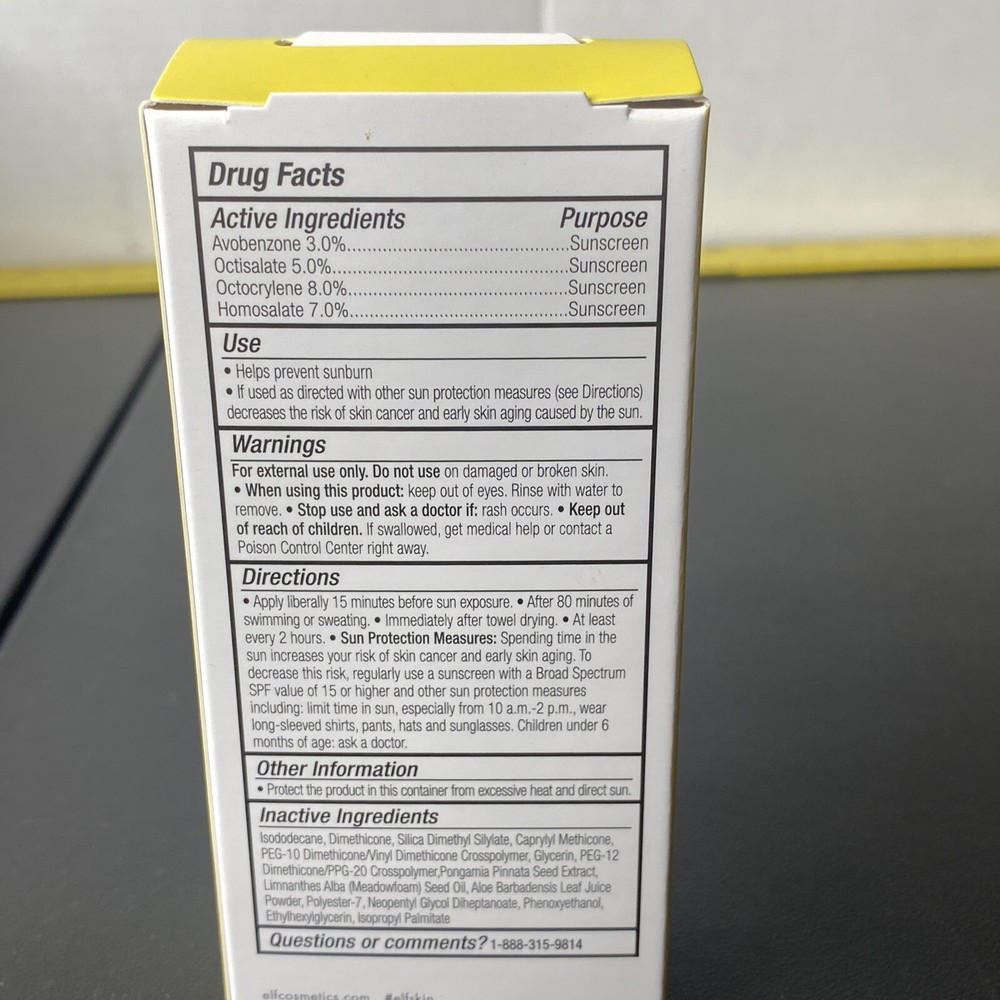 Drug Facts
Active Ingredients Purpose
Avobenzone 3.0%..........................................Sunscreen
Octisalate 5.0%............................................Sunscreen
Octocrylene 8.0%.........................................Sunscreen
Homosalate 7.0%.........................................Sunscreen
Use
• Helps prevent sunburn
• If used as directed with other sun protection measures (see Directions)
decreases the risk of skin cancer and early skin aging caused by the sun.
Warnings
For external use only. Do not use on damaged or broken skin.
• When using this product: keep out of eyes. Rinse with water to
remove. • Stop use and ask a doctor if: rash occurs. • Keep out
of reach of children. If swallowed, get medical help or contact a
Poison Control Center right away.
Directions
• Apply liberally 15 minutes before sun exposure. • After 80 minutes of
swimming or sweating. • Immediately after towel drying. • At least
every 2 hours. • Sun Protection Measures: Spending time in the
sun increases your risk of skin cancer and early skin aging. To
decrease this risk, regularly use a sunscreen with a Broad Spectrum
SPF value of 15 or higher and other sun protection measures
including: limit time in sun, especially from 10 a.m.-2 p.m., wear
long-sleeved shirts, pants, hats and sunglasses. Children under 6
months of age: ask a doctor.
Other Information
• Protect the product in this container from excessive heat and direct sun.
Inactive Ingredients
Isododecane, Dimethicone, Silica Dimethyl Silylate, Caprylyl Methicone,
PEG-10 Dimethicone/Vinyl Dimethicone Crosspolymer, Glycerin, PEG-12
Dimethicone/PPG-20 Crosspolymer,Pongamia Pinnata Seed Extract,
Limnanthes Alba (Meadowfoam) Seed Oil, Aloe Barbadensis Leaf Juice
Powder, Polyester-7, Neopentyl Glycol Diheptanoate, Phenoxyethanol,
Ethylhexylglycerin, Isopropyl Palmitate
Questions or comments? 1-888-315-9814
elfcosmetics.com #elfskin